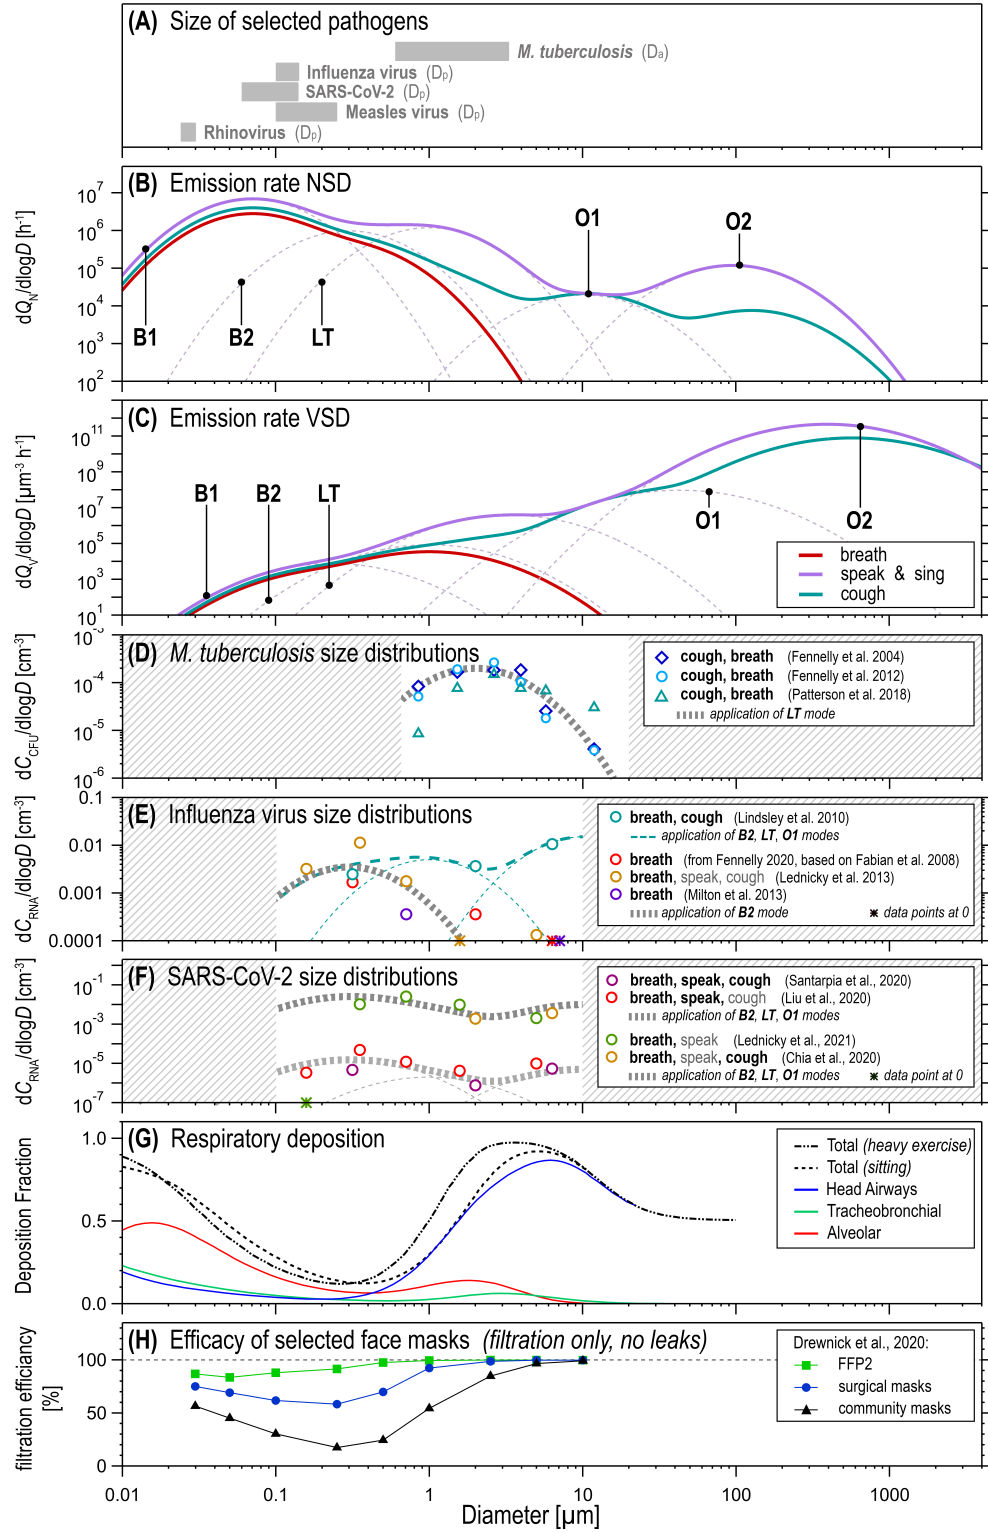 (A) Size of selected pathogens
M. tuberculosis (Da)
Influenza virus (Dp)
SARS-CoV-2 (Dp)
Measles virus (Dp)
Rhinovirus (Dp)
(B) Emission rate NSD
dQN/dlogD [h-1]
10^7
10^6
10^5
10^4
10^3
10^2
B1
B2
LT
O1
O2
(C) Emission rate VSD
dQV/dlogD [µm-3 h-1]
10^11
10^9
10^7
10^5
10^3
10^1
B1
B2
LT
O1
O2
breath
speak & sing
cough
(D) M. tuberculosis size distributions
dCCFU/dlogD [cm-3]
10^-3
10^-4
10^-5
10^-6
cough, breath (Fennelly et al. 2004)
cough, breath (Fennelly et al. 2012)
cough, breath (Patterson et al. 2018)
application of LT mode
(E) Influenza virus size distributions
dCRNA/dlogD [cm-3]
0.1
0.01
0.001
0.0001
breath, cough (Lindsley et al. 2010)
application of B2, LT, O1 modes
breath (from Fennelly 2020, based on Fabian et al. 2008)
breath, speak, cough (Lednicky et al. 2013)
breath (Milton et al. 2013)
application of B2 mode
data points at 0
(F) SARS-CoV-2 size distributions
dCRNA/dlogD [cm-3]
10^-1
10^-3
10^-5
10^-7
breath, speak, cough (Santarpia et al., 2020)
breath, speak, cough (Liu et al., 2020)
application of B2, LT, O1 modes
breath, speak (Lednicky et al., 2021)
breath, speak, cough (Chia et al., 2020)
application of B2, LT, O1 modes
data point at 0
(G) Respiratory deposition
Deposition Fraction
1.0
0.5
0.0
Total (heavy exercise)
Total (sitting)
Head Airways
Tracheobronchial
Alveolar
(H) Efficacy of selected face masks (filtration only, no leaks)
filtration efficiancy
[%]
100
50
0
Drewnick et al., 2020:
FFP2
surgical masks
community masks
0.01
0.1
1
10
100
1000
Diameter [µm]